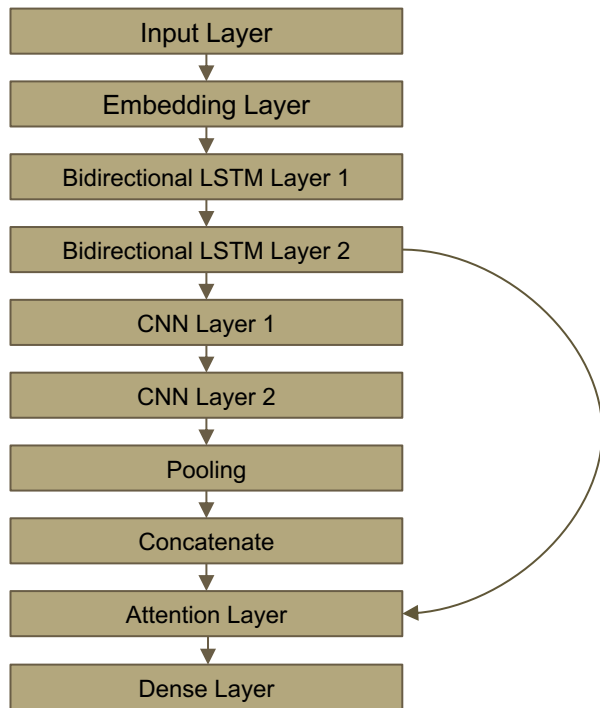 Input Layer
Embedding Layer
Bidirectional LSTM Layer 1
Bidirectional LSTM Layer 2
CNN Layer 1
CNN Layer 2
Pooling
Concatenate
Attention Layer
Dense Layer